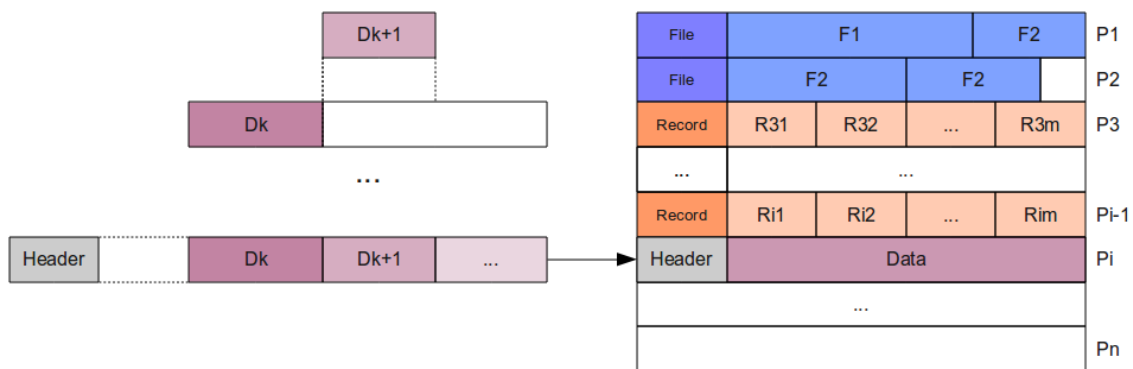 Dk+1
Dk
...
Header Dk Dk+1 ...
File F1 F2 P1
File F2 F2 P2
Record R31 R32 ... R3m P3
... ...
Record Ri1 Ri2 ... Rim Pi-1
Header Data Pi
...
Pn